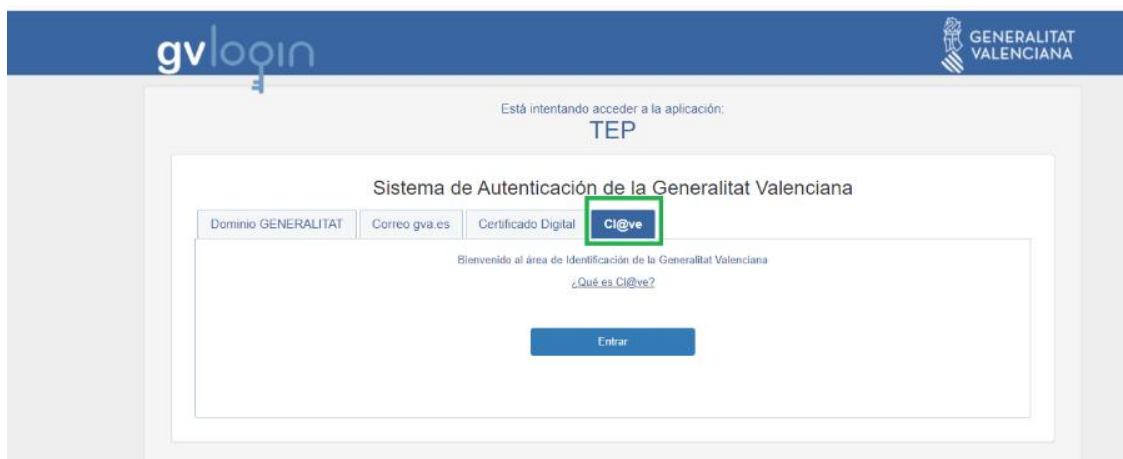 gvlogin
GENERALITAT
VALENCIANA
Está intentando acceder a la aplicación:
TEP
Sistema de Autenticación de la Generalitat Valenciana
Dominio GENERALITAT Correo gva.es Certificado Digital Cl@ve
Bienvenido al área de Identificación de la Generalitat Valenciana
¿Qué es Cl@ve?
Entrar